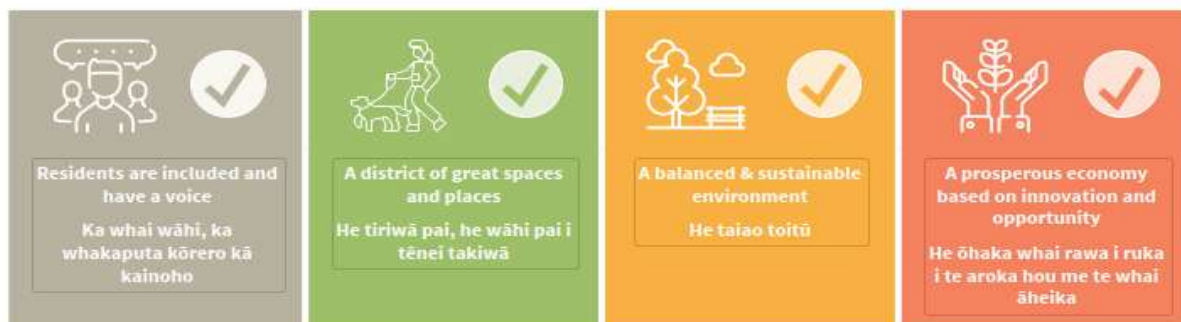 Residents are included and
have a voice
Ka whai wāhi, ka
whakaputa kōrero kā
kainoho
A district of great spaces
and places
He tiriwā pai, he wāhi pai i
tēnei takiwā
A balanced & sustainable
environment
He taiao toitū
A prosperous economy
based on innovation and
opportunity
He ōhaka whai rawa i ruka
i te aroka hou me te whai
āheika